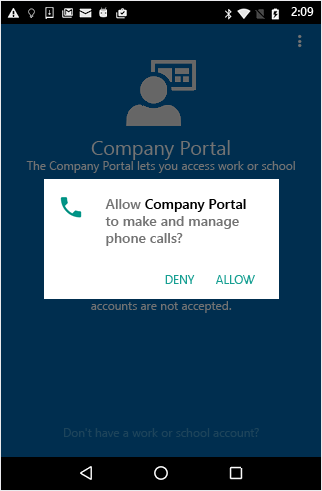 2:09
Company Portal
The Company Portal lets you access work or school
Allow Company Portal
to make and manage
phone calls?
DENY ALLOW
accounts are not accepted.
Don't have a work or school account?